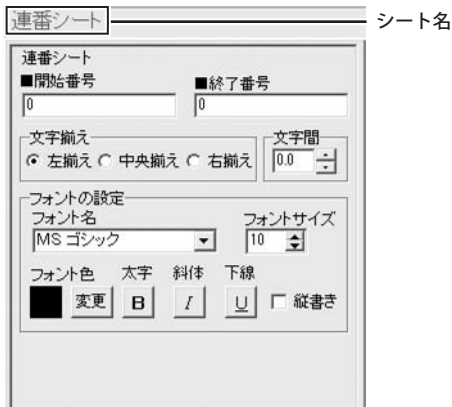 連番シート シート名
連番シート
■開始番号 ■終了番号
0 0
文字揃え 文字間
左揃え 中央揃え 右揃え 0.0
フォントの設定
フォント名 フォントサイズ
MS ゴシック 10
フォント色 太字 斜体 下線
変更 B I U 縦書き